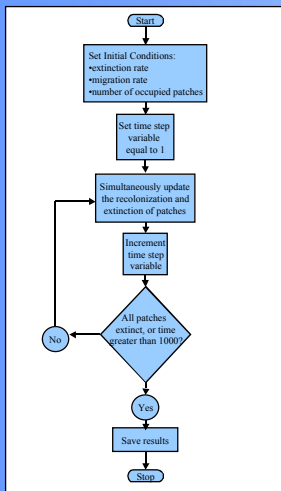 Start
Set Initial Conditions:
•extinction rate
•migration rate
•number of occupied patches
Set time step
variable
equal to 1
Simultaneously update
the recolonization and
extinction of patches
Increment
time step
variable
All patches
extinct, or time
greater than 1000?
No
Yes
Save results
Stop